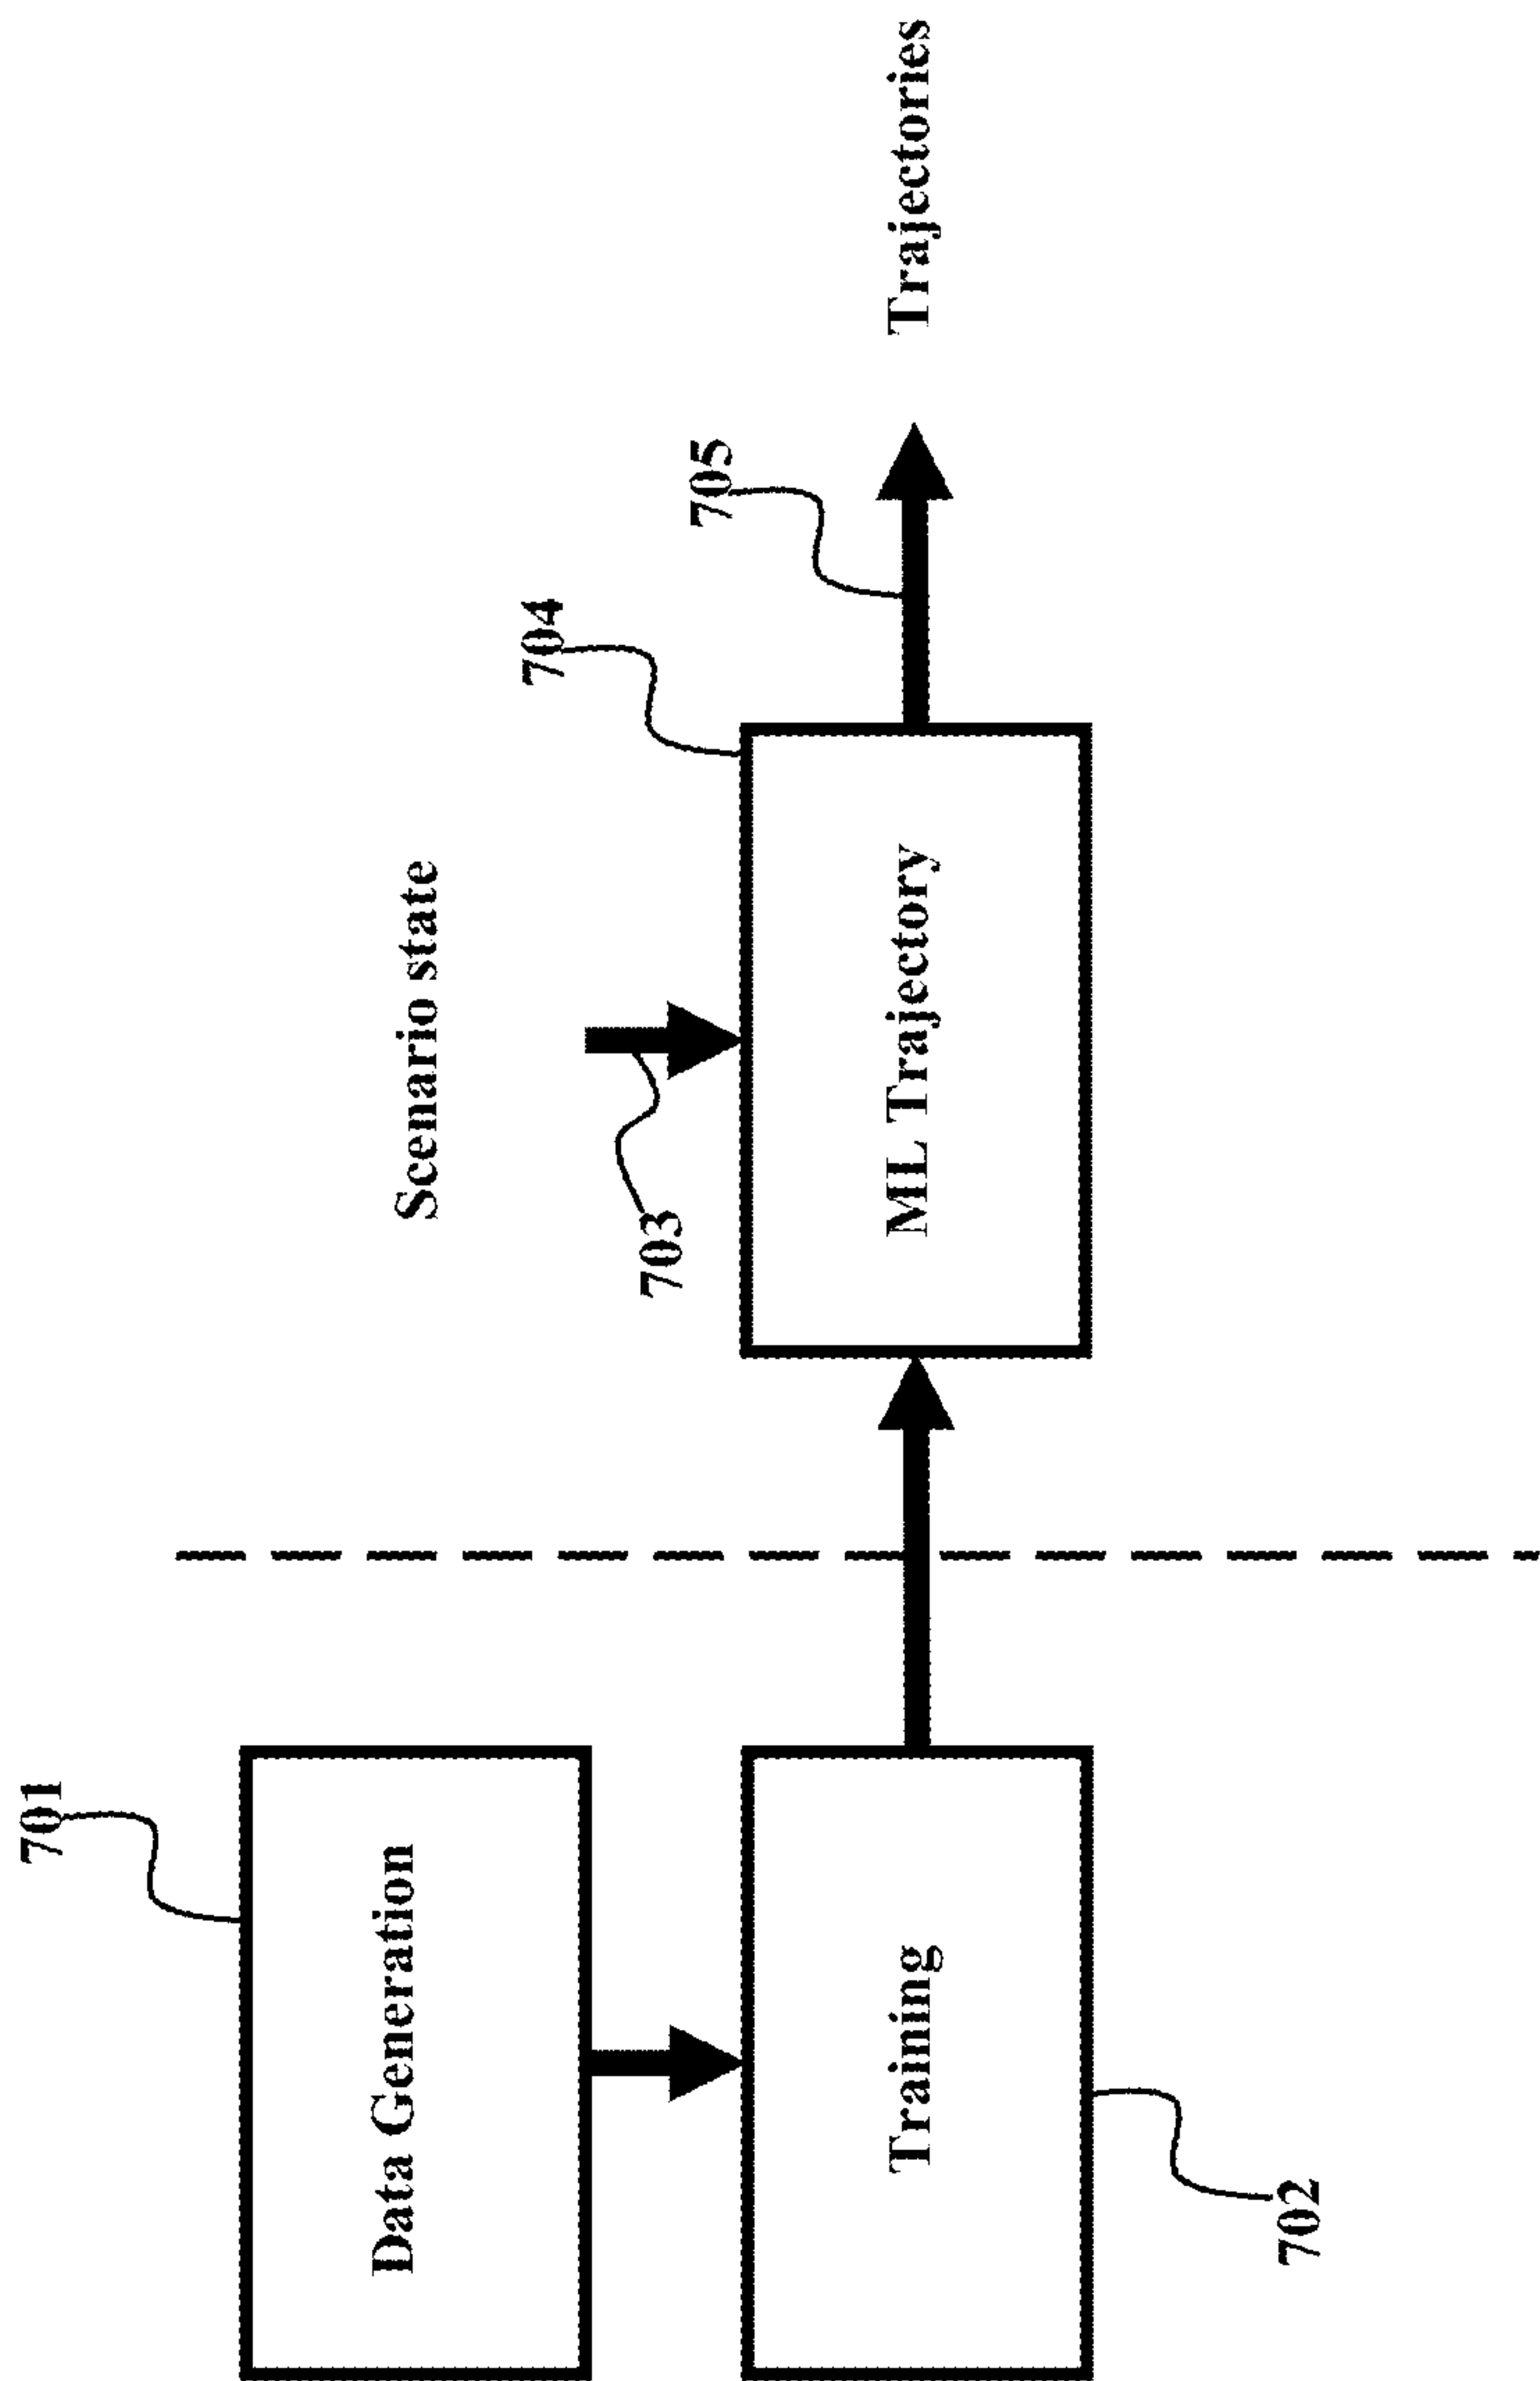 701
Data Generation
Training
702
Scenario state
703
704
ML Trajectory
705
Trajectories